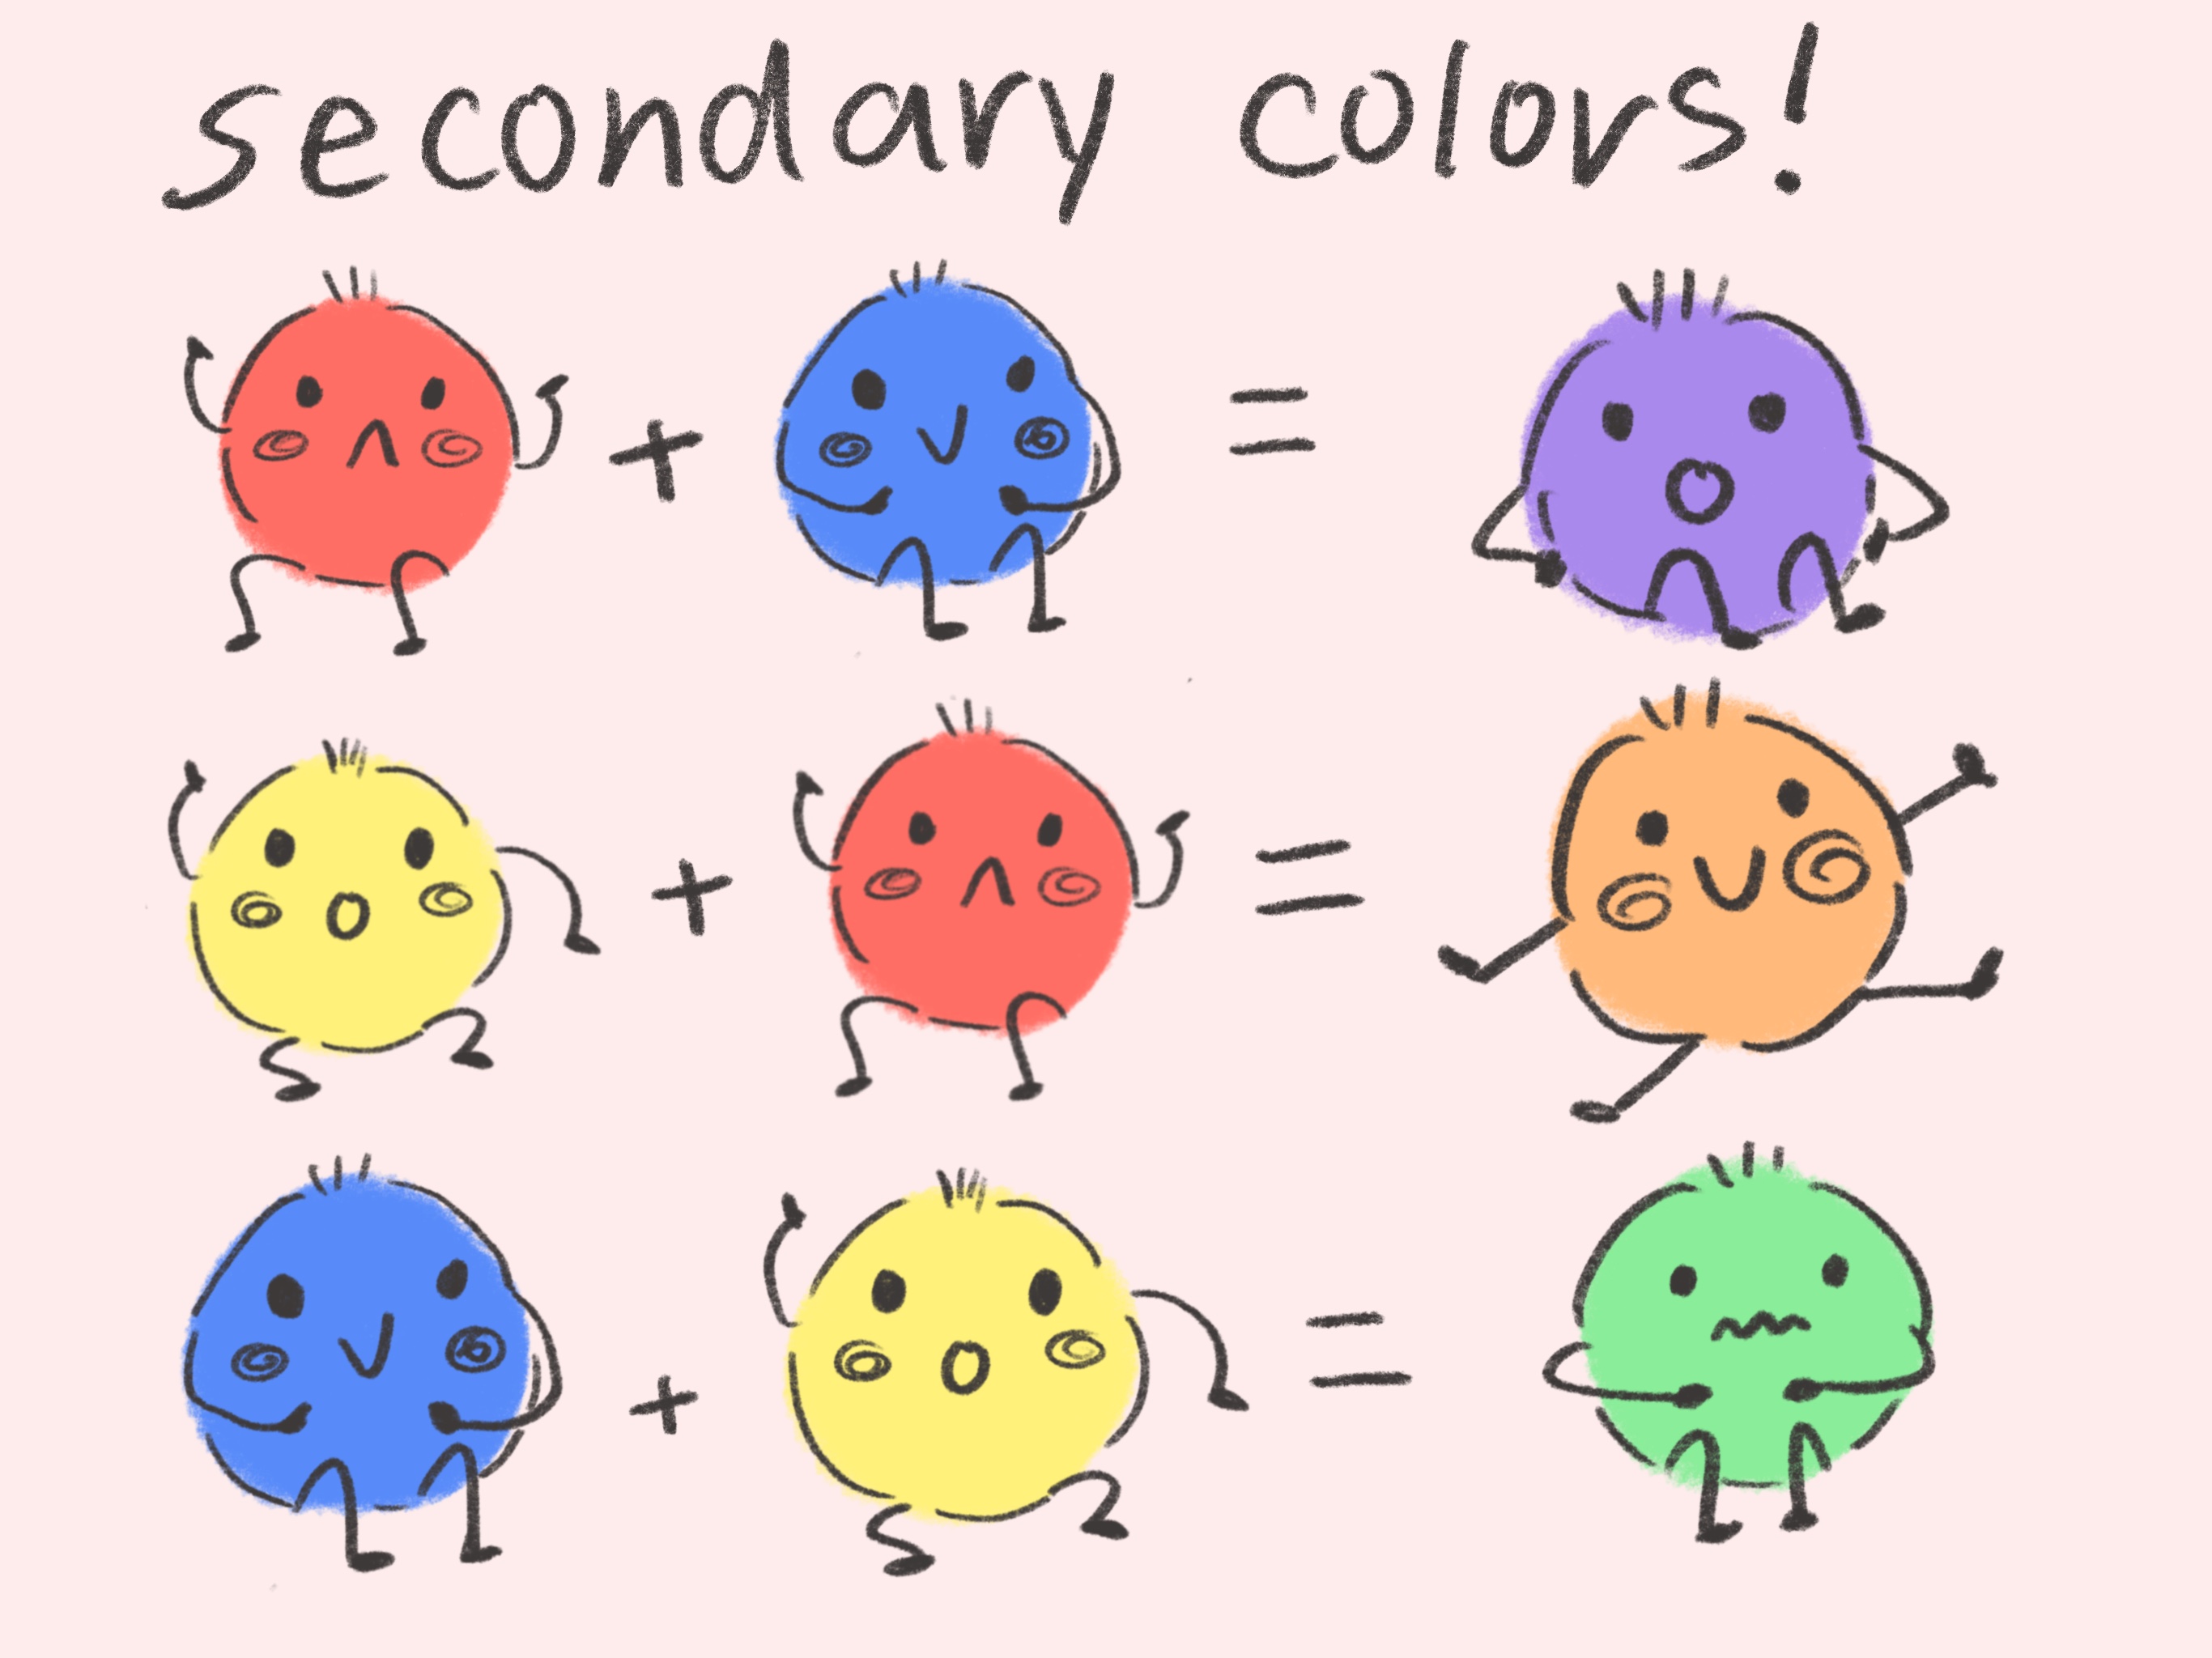 secondary colors!
+ =
+ =
+ =